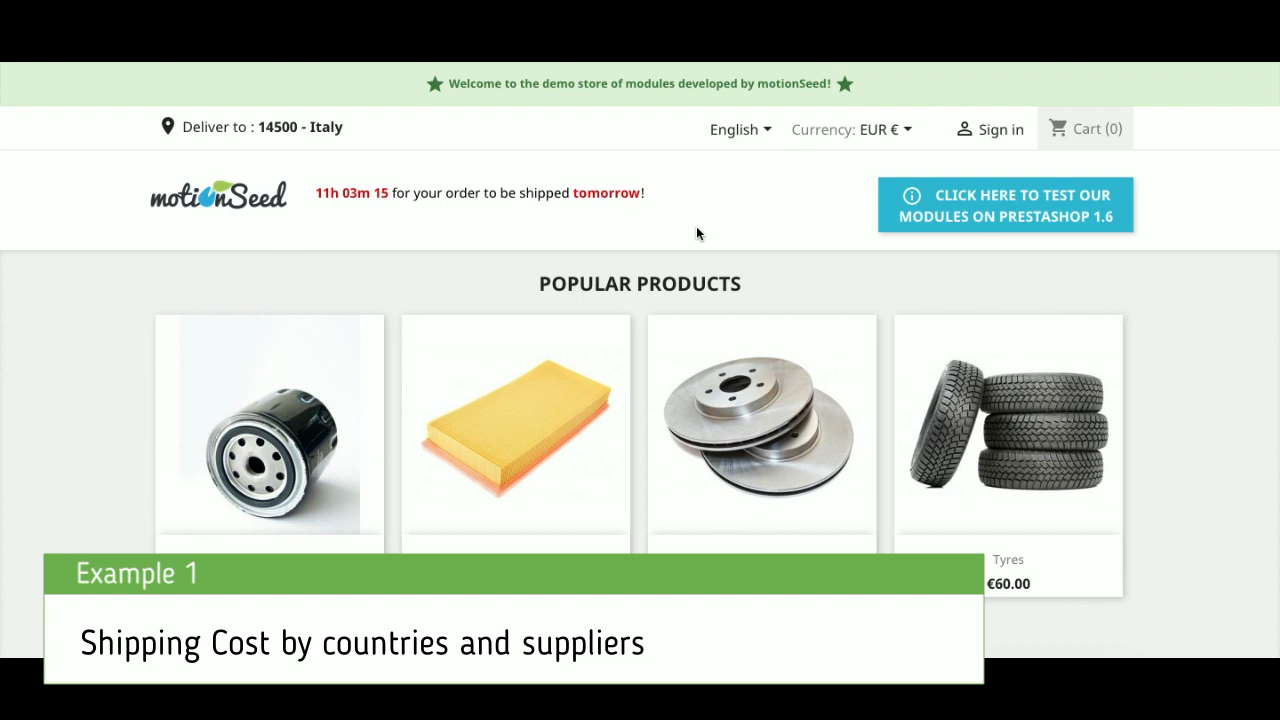 Welcome to the demo store of modules developed by motionSeed!
Deliver to : 14500 - Italy
English
Currency: EUR €
Sign in
Cart (0)
motionSeed
11h 03m 15 for your order to be shipped tomorrow!
CLICK HERE TO TEST OUR
MODULES ON PRESTASHOP 1.6
POPULAR PRODUCTS
Tyres
€60.00
Example 1
Shipping Cost by countries and suppliers